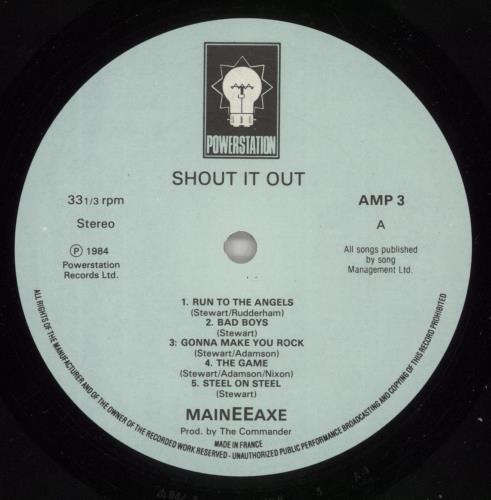 POWERSTATION
SHOUT IT OUT
33 1/3 rpm
Stereo
Ⓟ 1984
Powerstation
Records Ltd.
AMP 3
A
All songs published
by song
Management Ltd.
1. RUN TO THE ANGELS
(Stewart/Rudderham)
2. BAD BOYS
(Stewart)
3: GONNA MAKE YOU ROCK
(Stewart/Adamson)
4. THE GAME
(Stewart/Adamson/Nixon)
5. STEEL ON STEEL
(Stewart)
MAINEEAXE
Prod. by The Commander
MADE IN FRANCE
ALL RIGHTS OF THE MANUFACTURER AND OF THE OWNER OF THE RECORDED WORK RESERVED - UNAUTHORIZED PUBLIC PERFORMANCE BROADCASTING AND COPYING OF THIS RECORD PROHIBITED